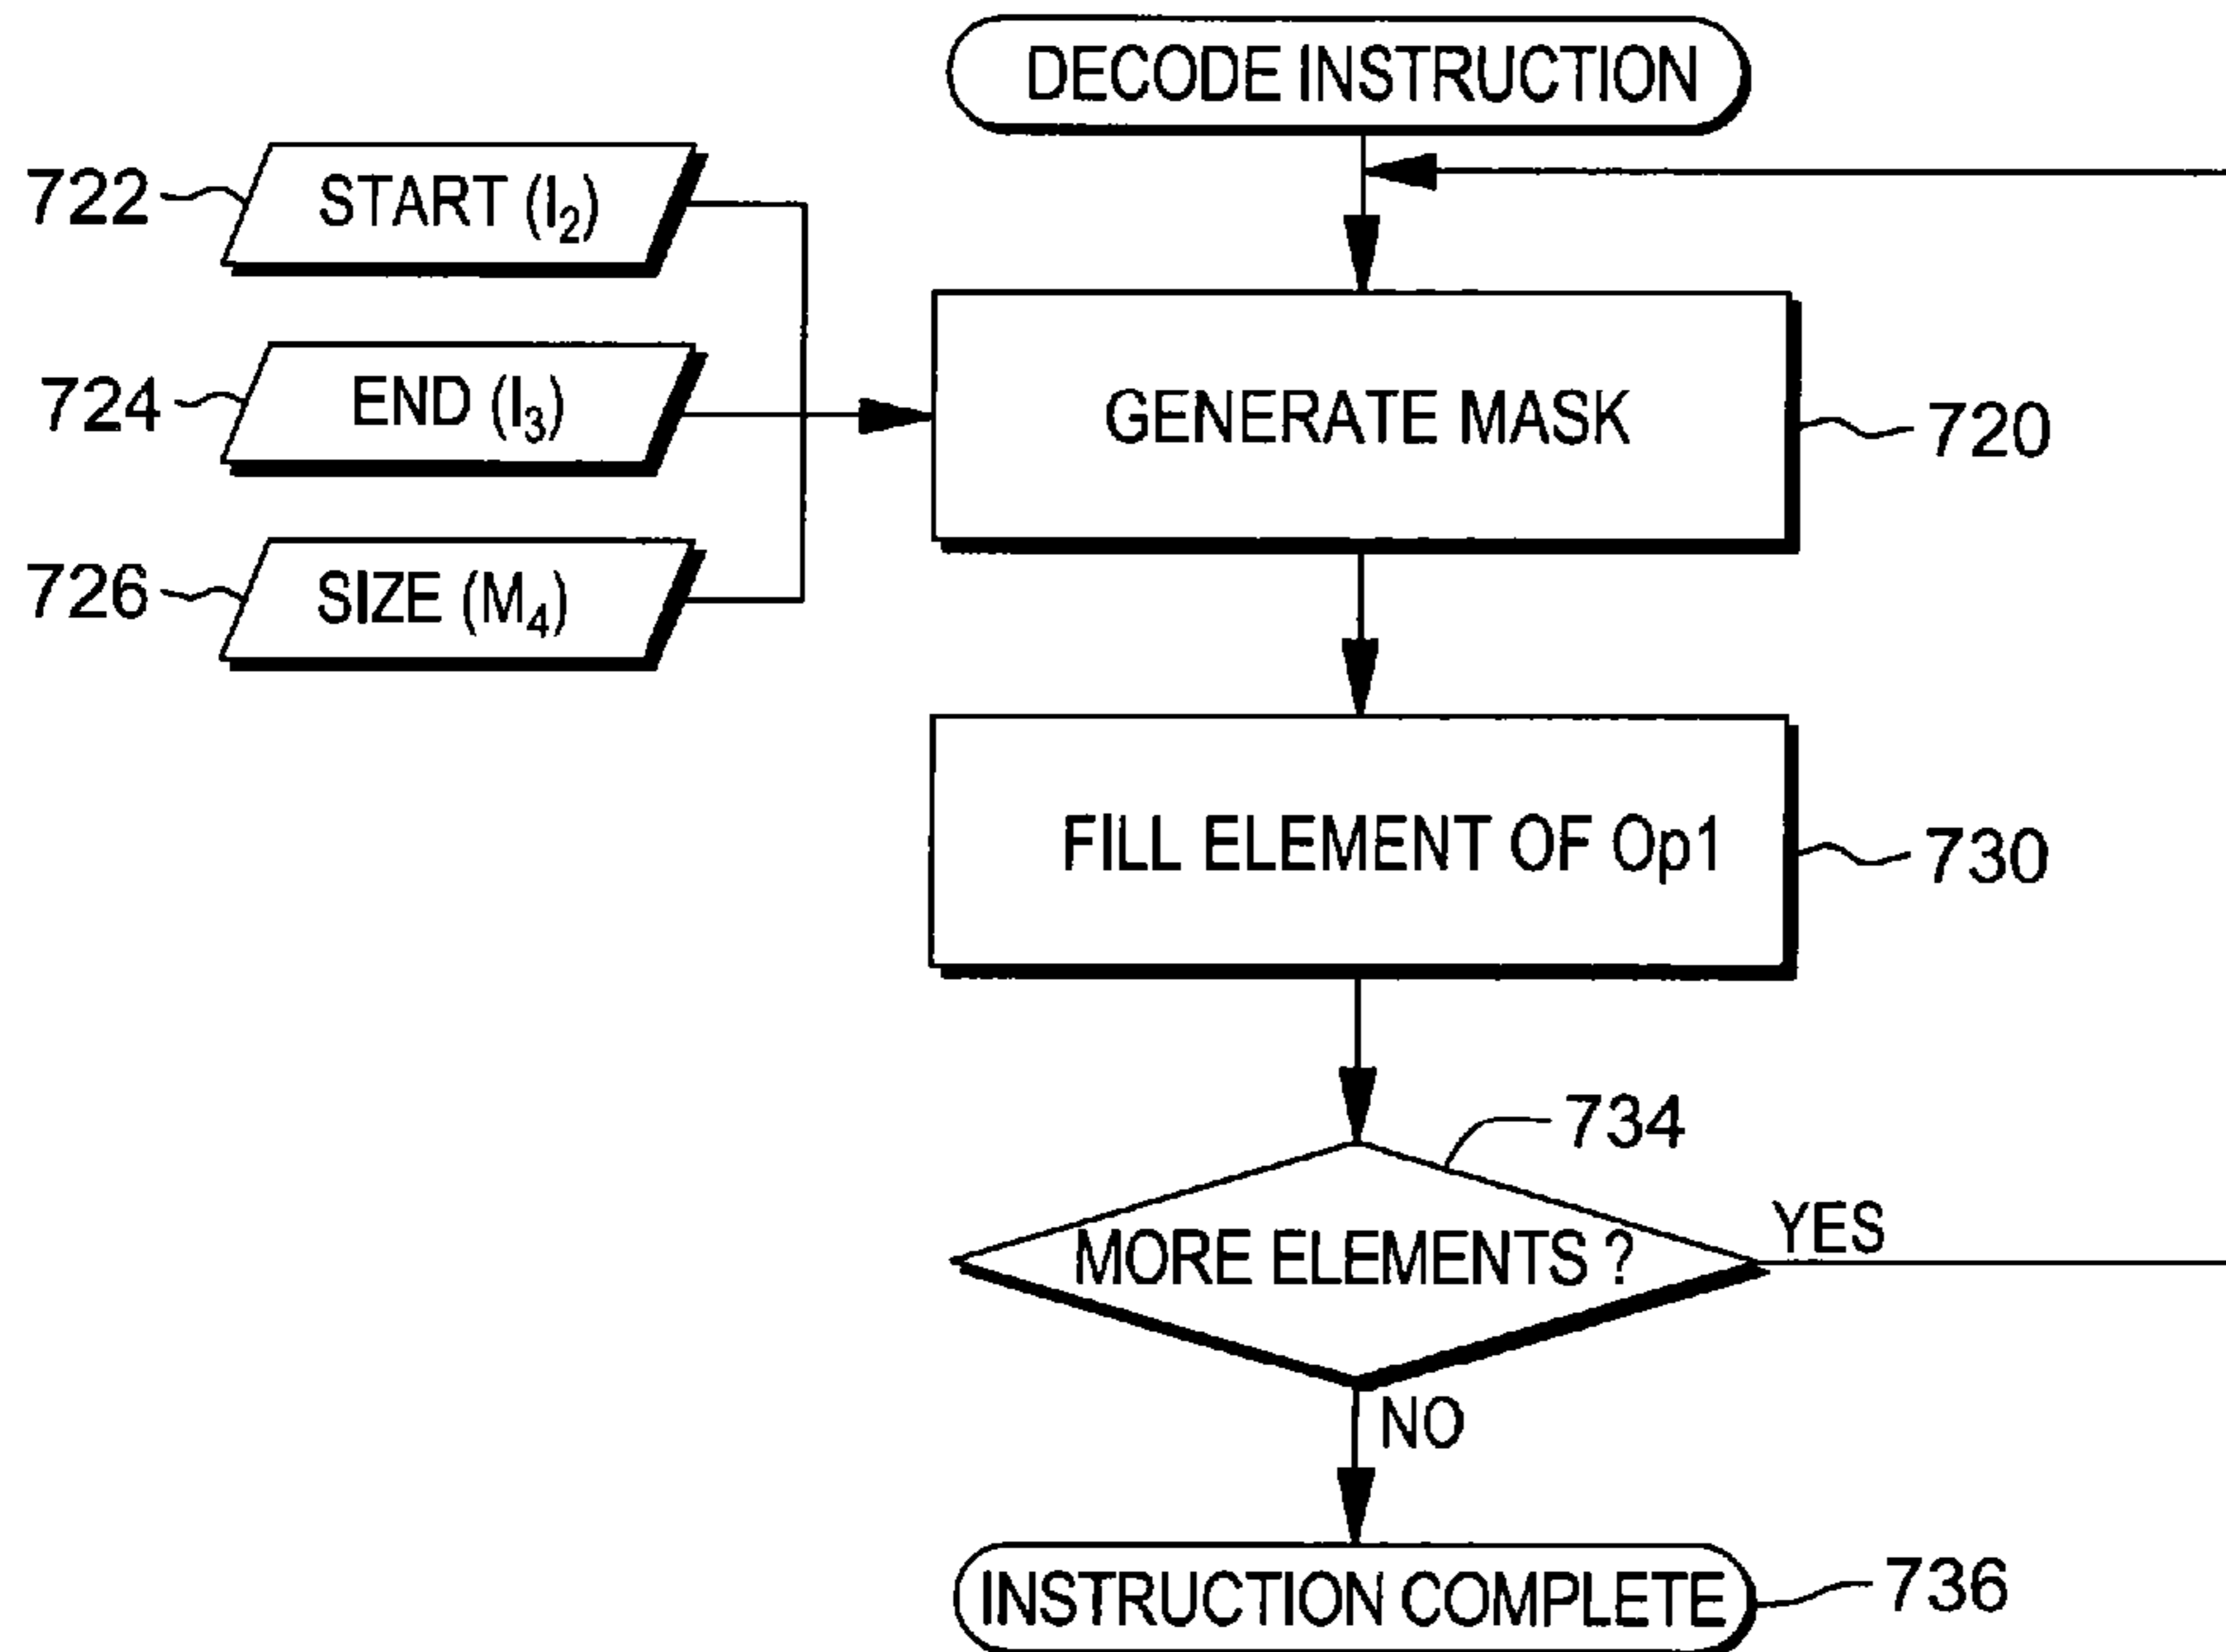 DECODE INSTRUCTION
722
START (I₂)
724
END (I₃)
GENERATE MASK
720
726
SIZE (M₄)
FILL ELEMENT OF Op1
730
734
MORE ELEMENTS ?
YES
NO
INSTRUCTION COMPLETE
736